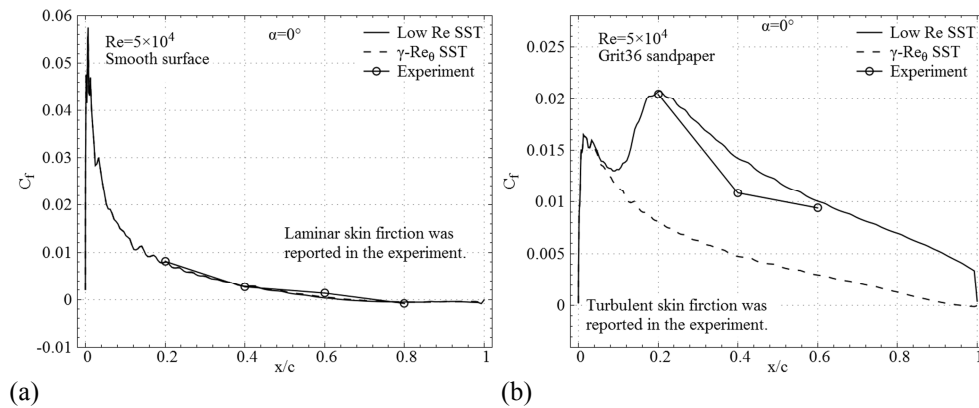 0.06
0.05
0.04
0.03
0.02
0.01
0
-0.01
C_f
Re=5×10⁴
Smooth surface
α=0°
Low Re SST
γ-Re_θ SST
Experiment
Laminar skin firction was
reported in the experiment.
0 0.2 0.4 0.6 0.8 1
x/c
(a)
0.025
0.02
0.015
0.01
0.005
0
C_f
Re=5×10⁴
Grit36 sandpaper
α=0°
Low Re SST
γ-Re_θ SST
Experiment
Turbulent skin firction was
reported in the experiment.
0 0.2 0.4 0.6 0.8 1
x/c
(b)